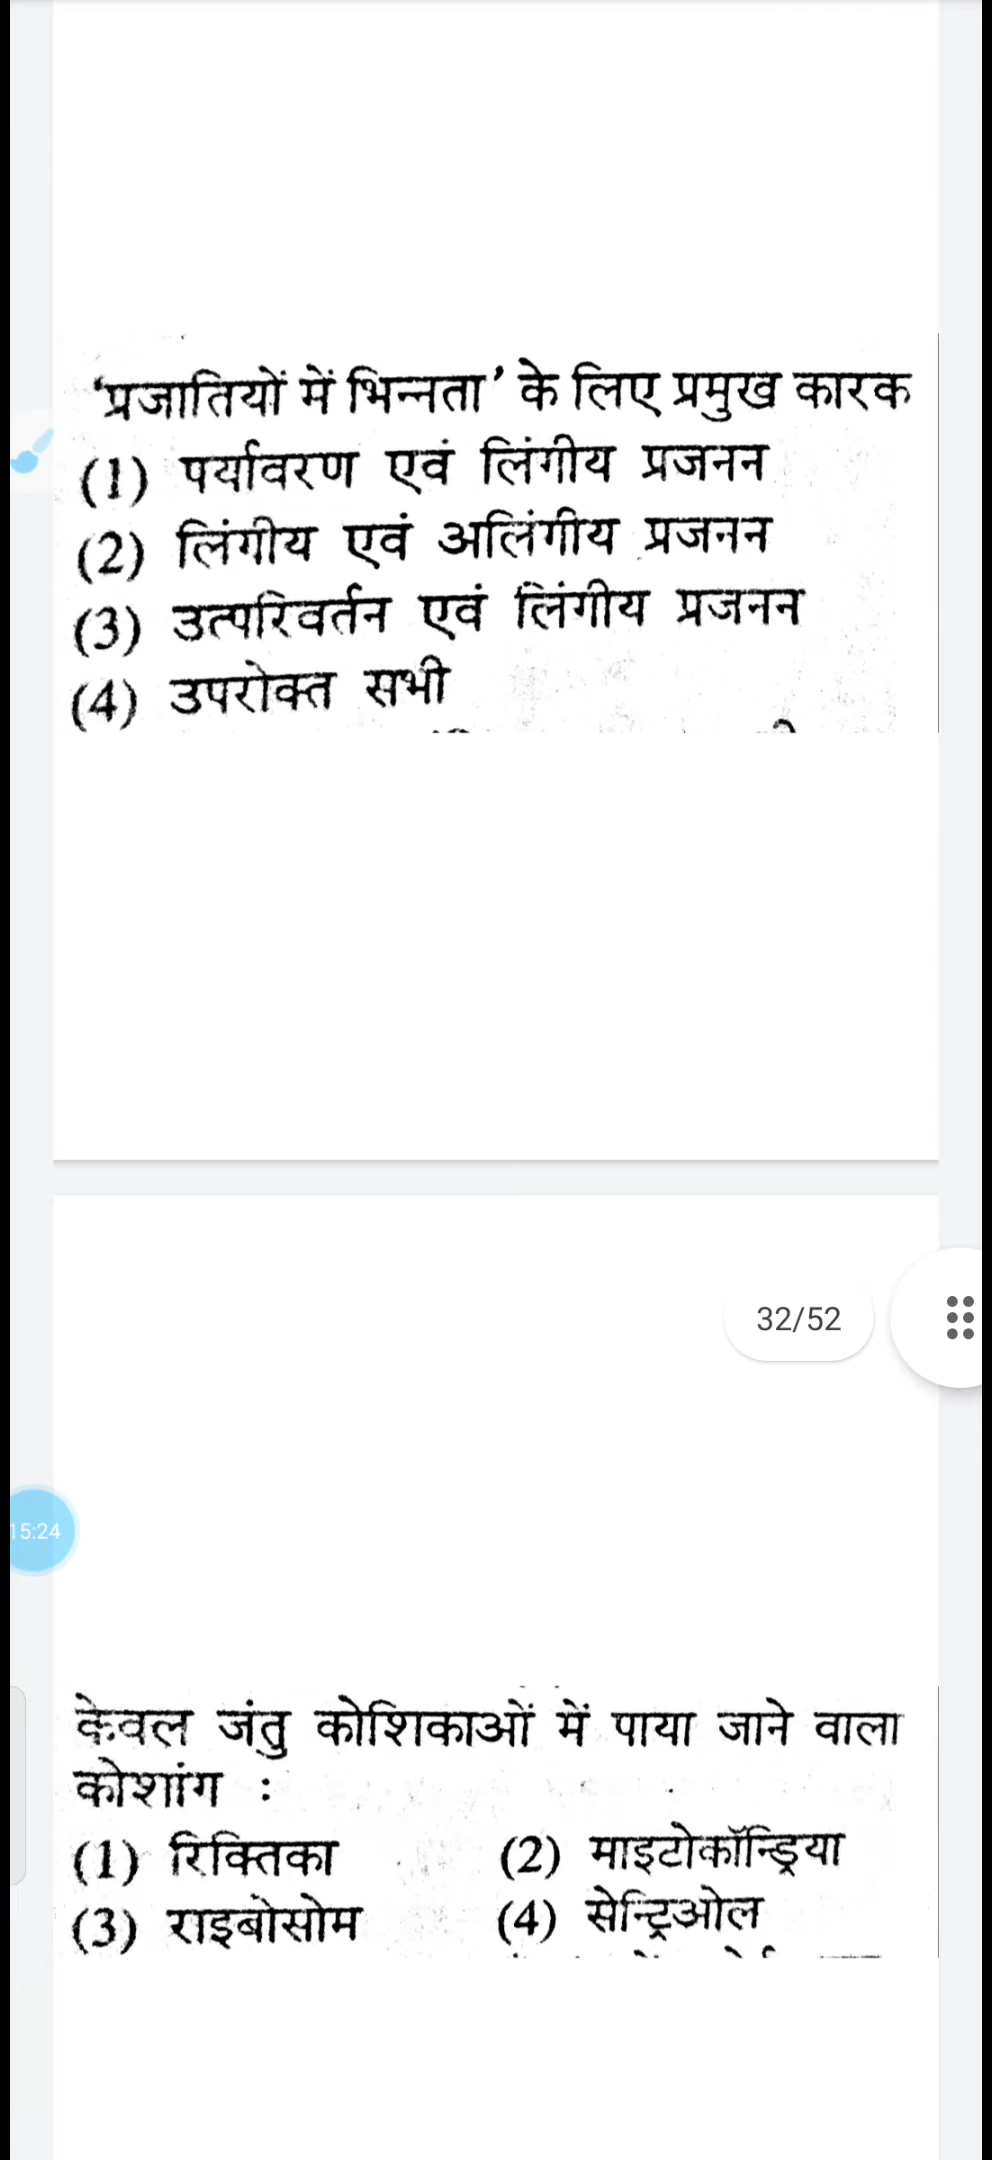 ‘प्रजातियों में भिन्नता’ के लिए प्रमुख कारक
(1) पर्यावरण एवं लिंगीय प्रजनन
(2) लिंगीय एवं अलिंगीय प्रजनन
(3) उत्परिवर्तन एवं लिंगीय प्रजनन
(4) उपरोक्त सभी
32/52
15:24
केवल जंतु कोशिकाओं में पाया जाने वाला
कोशांग :
(1) रिक्तिका (2) माइटोकॉन्ड्रिया
(3) राइबोसोम (4) सेन्ट्रिओल